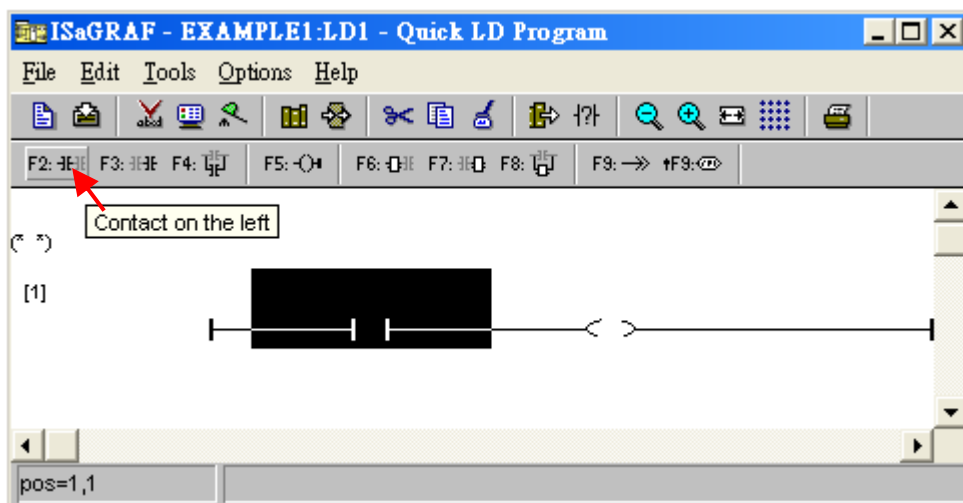 ISaGRAF - EXAMPLE1:LD1 - Quick LD Program
File Edit Tools Options Help
F2: F3: F4: F5: F6: F7: F8: F9: ↑F9:
Contact on the left
(* *)
[1]
pos=1,1